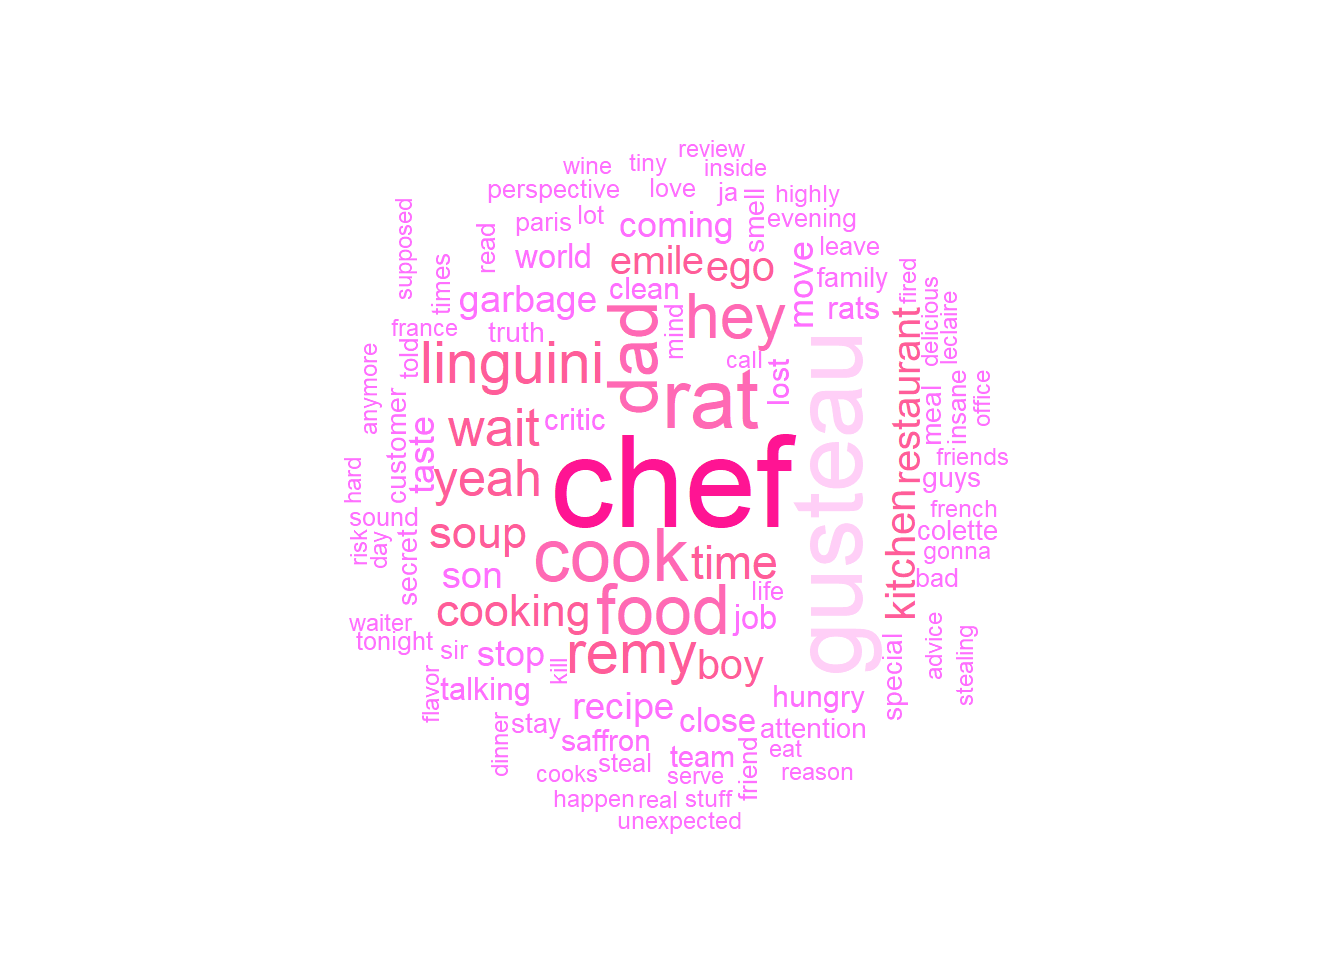 review
wine
tiny
inside
perspective
love
ja
highly
supposed
paris
lot
coming
smell
evening
read
world
emile
ego
move
leave
times
garbage
clean
family
fired
rats
france
truth
dad
mind
hey
delicious
leclaire
told
linguini
call
restaurant
anymore
rat
lost
gusteau
meal
insane
office
customer
taste
wait
critic
chef
friends
hard
yeah
guys
sound
french
soup
cook
time
kitchen
colette
risk
day
secret
gonna
son
bad
life
cooking
food
job
waiter
tonight
sir
stop
kill
remy
boy
special
advice
stealing
flavor
talking
hungry
recipe
close
attention
dinner
stay
saffron
team
friend
eat
cooks
steal
serve
reason
happen
real
stuff
unexpected